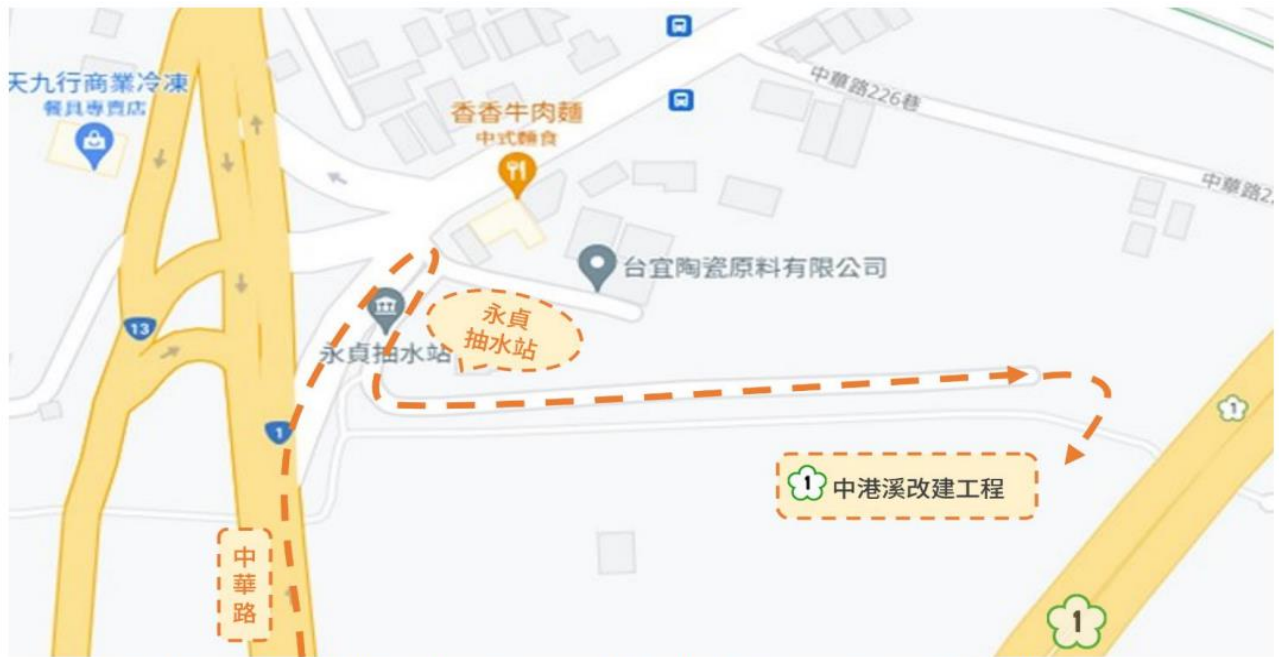 天九行商業冷凍
餐具專賣店
香香牛肉麵
中式麵食
中華路226巷
中華路22
台宜陶瓷原料有限公司
13
永貞抽水站
永貞
抽水站
1
1
1 中港溪改建工程
中華路
1